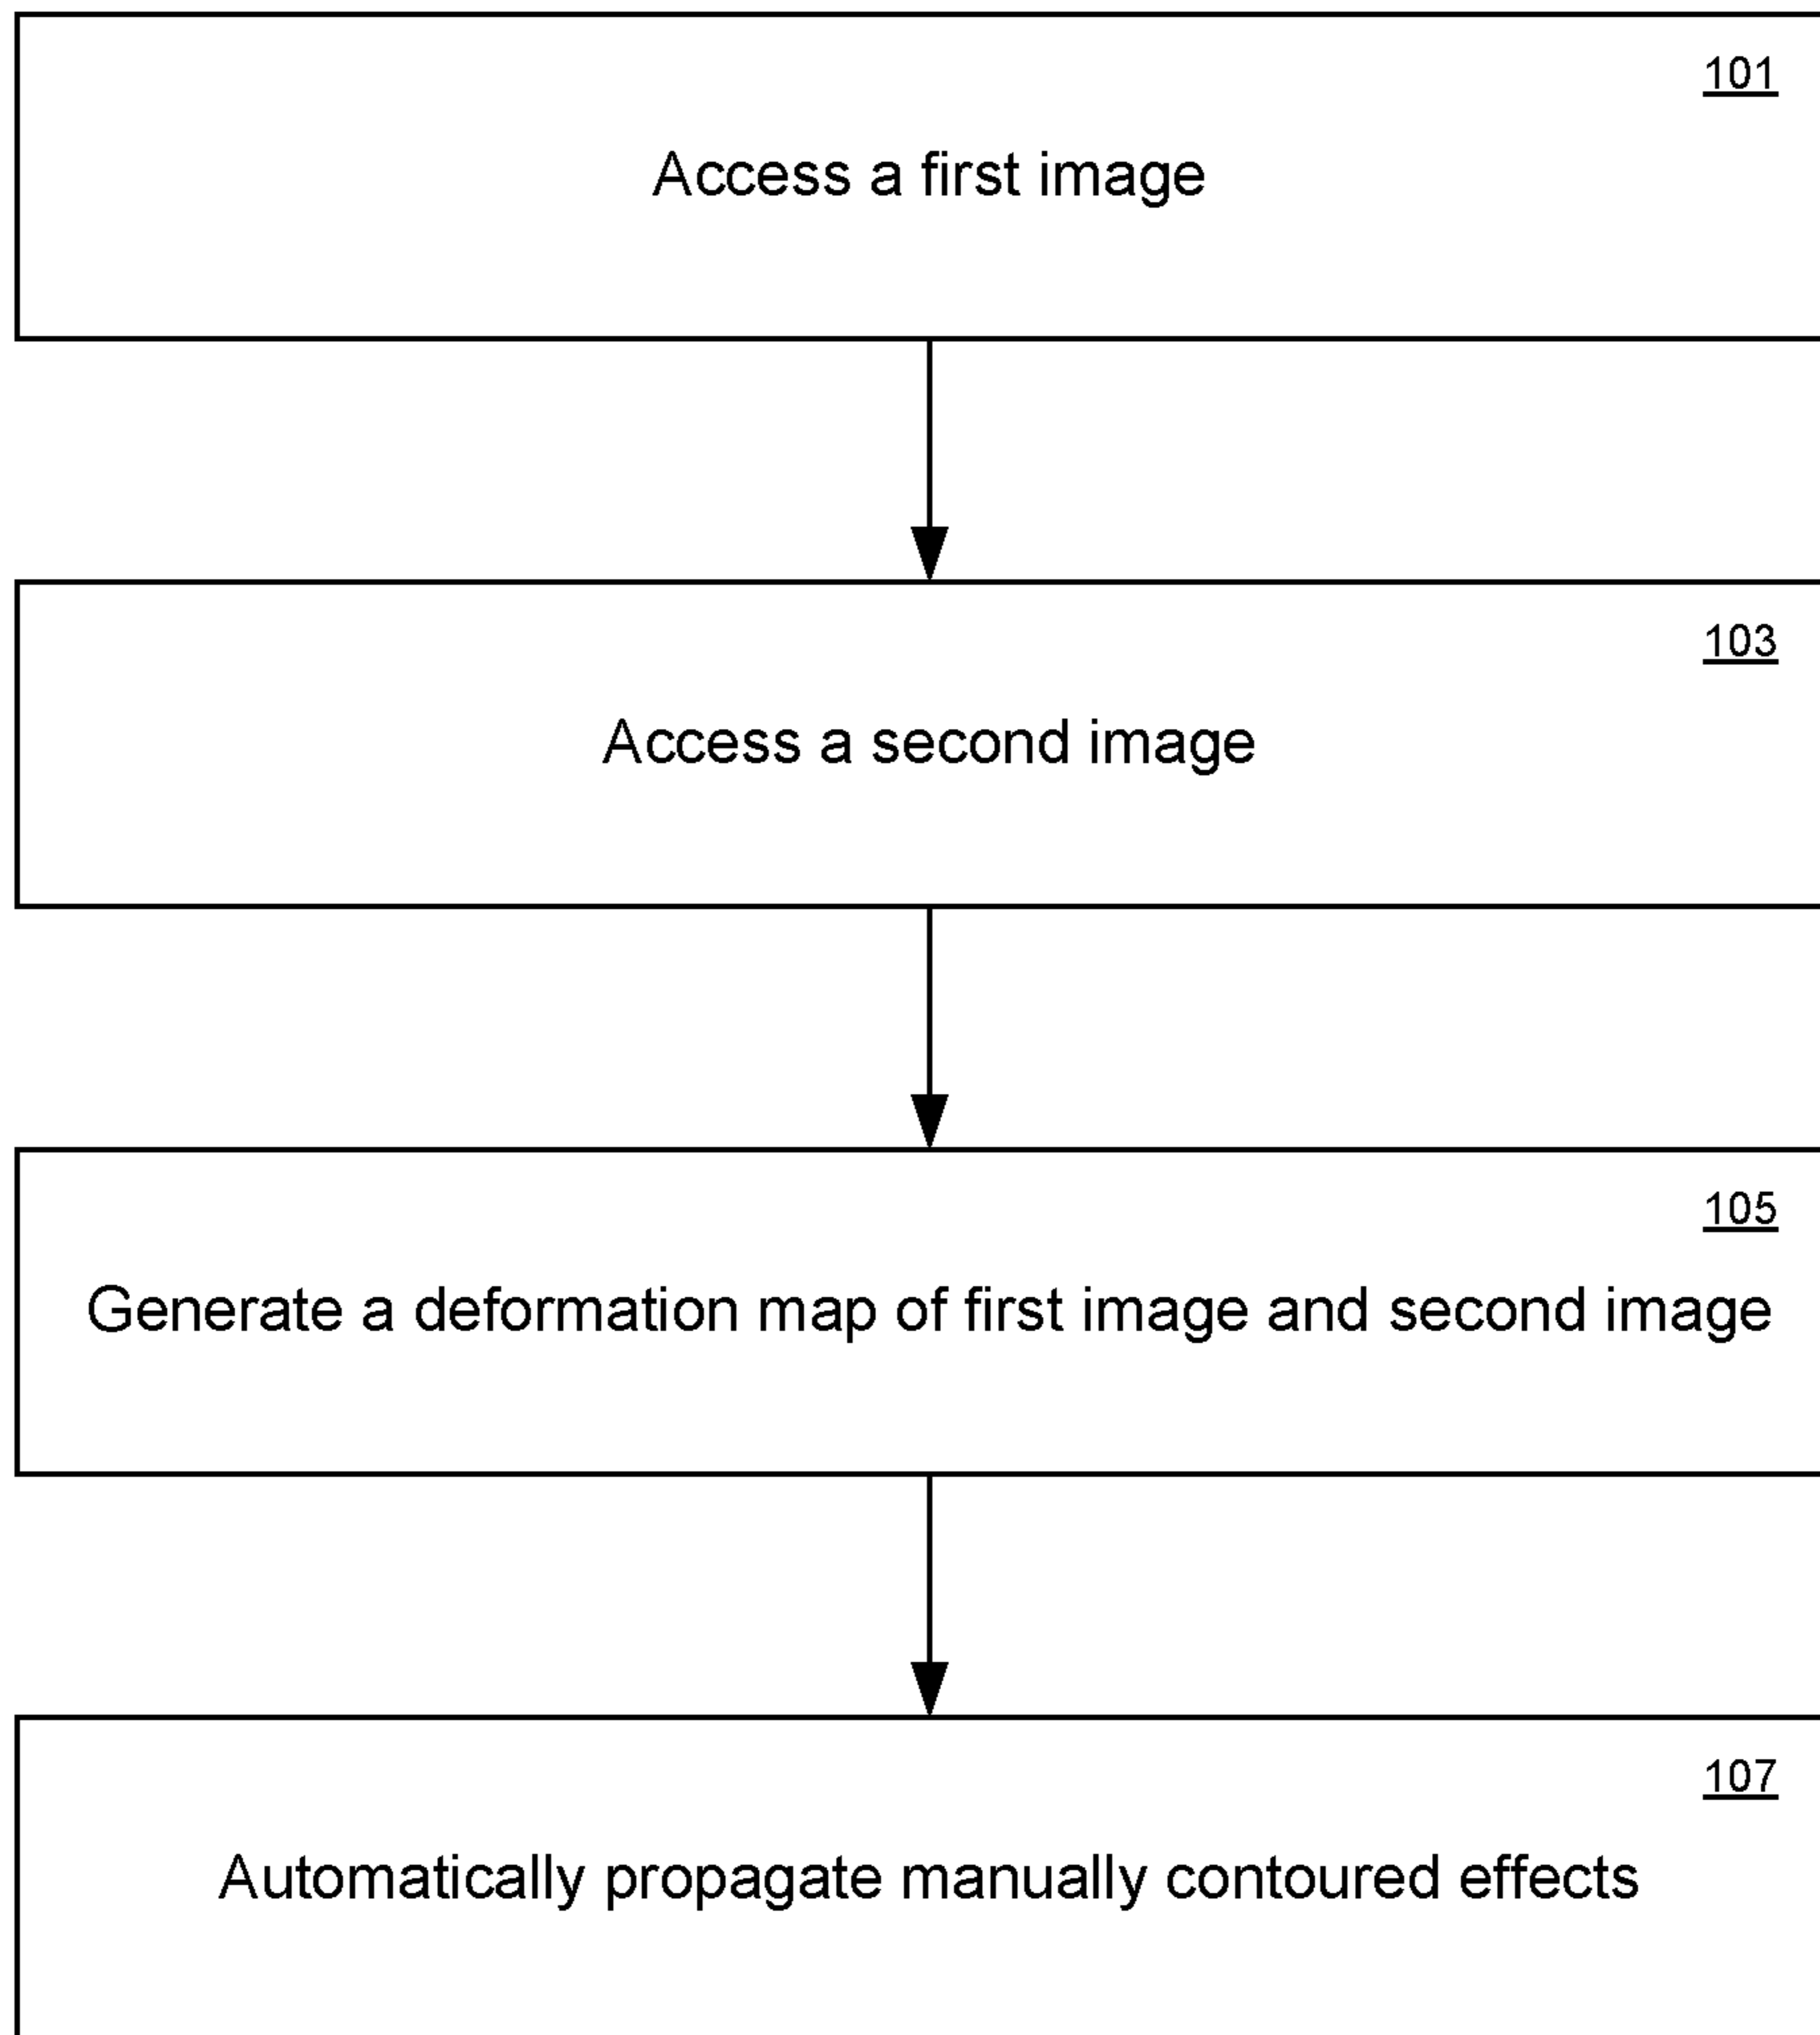 101
Access a first image
103
Access a second image
105
Generate a deformation map of first image and second image
107
Automatically propagate manually contoured effects